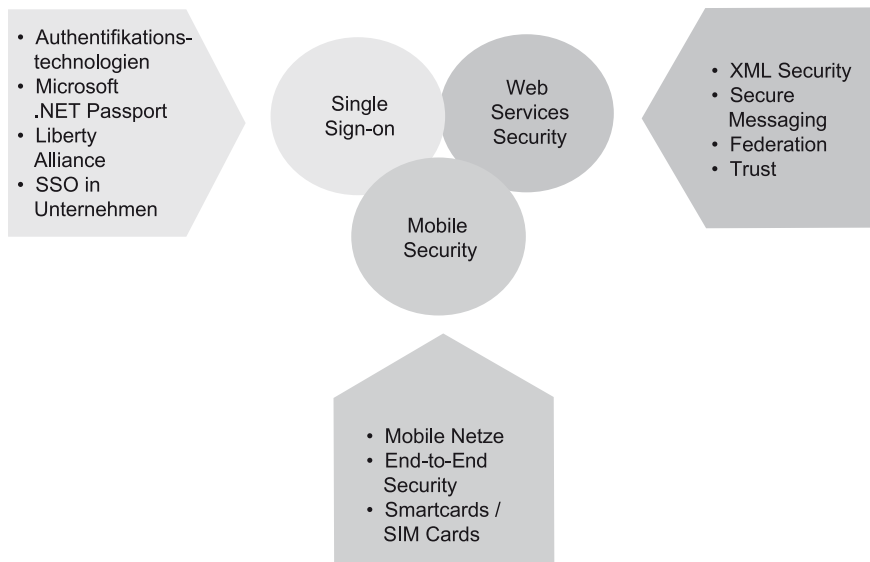 • Authentifikations-
technologien
• Microsoft
.NET Passport
• Liberty
Alliance
• SSO in
Unternehmen
Single
Sign-on
Web
Services
Security
Mobile
Security
• XML Security
• Secure
Messaging
• Federation
• Trust
• Mobile Netze
• End-to-End
Security
• Smartcards /
SIM Cards